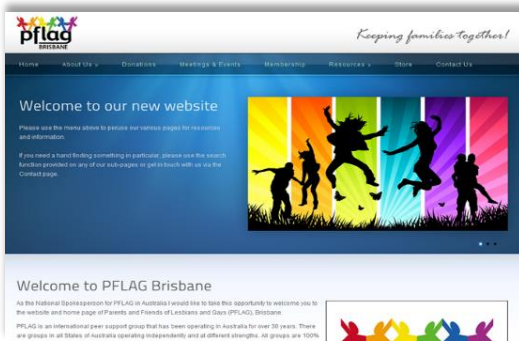 pflag
BRISBANE
Keeping families together!
Home About Us » Donations Meetings & Events Membership Resources » Store Contact Us
Welcome to our new website
Please use the menu above to peruse our various pages for resources
and information.
If you need a hand finding something in particular, please use the search
function provided on any of our sub-pages or get in touch with us via the
Contact page.
Welcome to PFLAG Brisbane
As the National Spokesperson for PFLAG in Australia I would like to take this opportunity to welcome you to
the website and home page of Parents and Friends of Lesbians and Gays (PFLAG), Brisbane.
PFLAG is an international peer support group that has been operating in Australia for over 30 years. There
are groups in all States of Australia operating independently and at different strengths. All groups are 100%